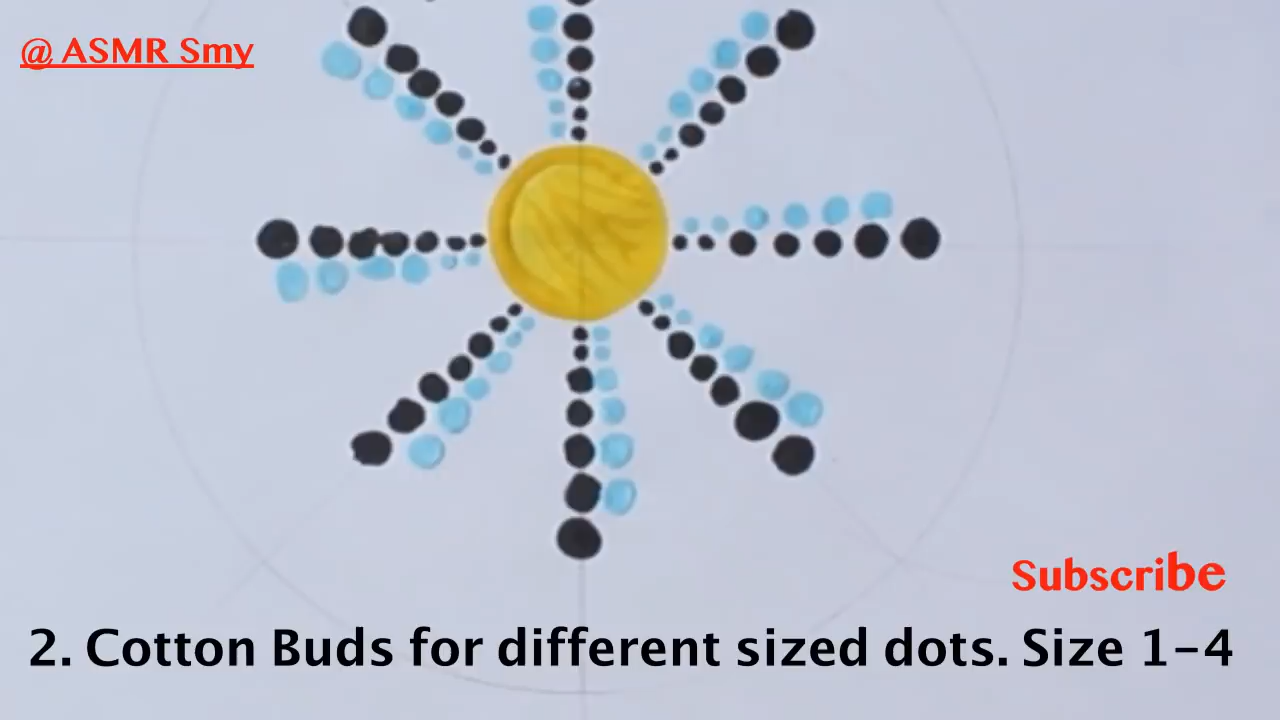 @ ASMR Smy
Subscribe
2. Cotton Buds for different sized dots. Size 1-4